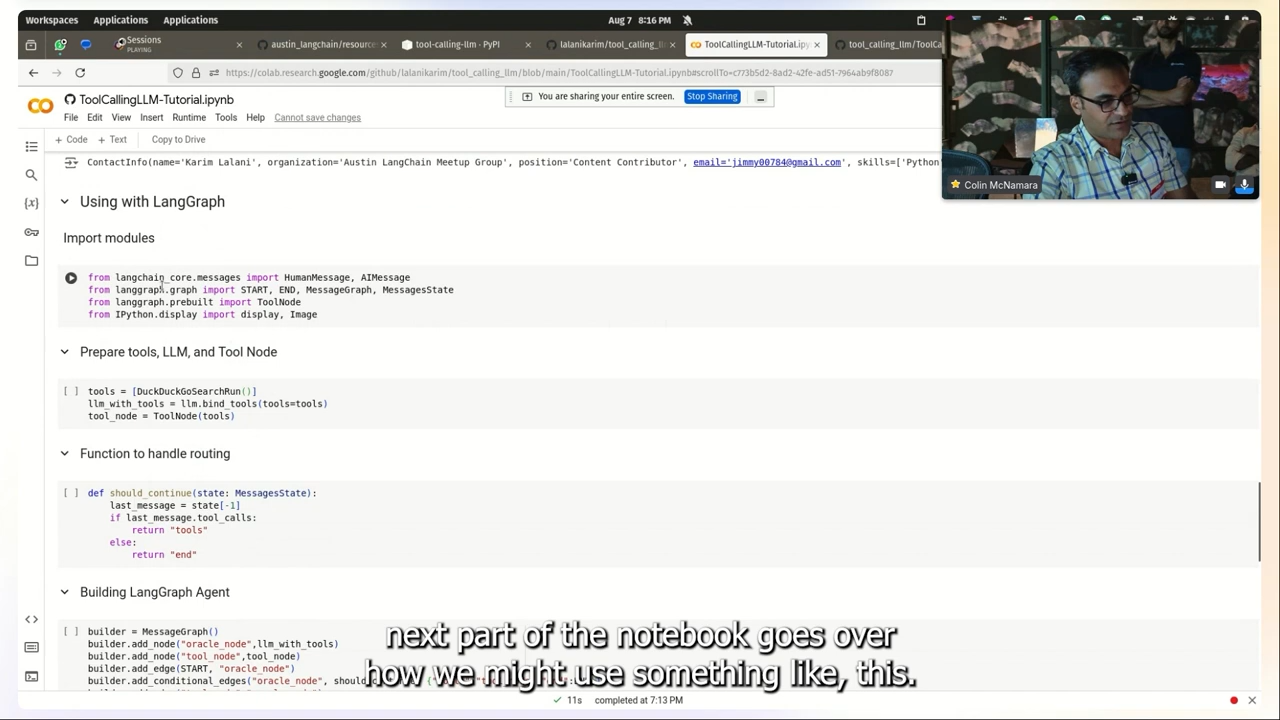 Workspaces Applications Applications Aug 7 8:16 PM
Sessions
PLAYING
austin_langchain/resource
tool-calling-llm · PyPI
lalanikarim/tool_calling_ll
ToolCallingLLM-Tutorial.ipy
tool_calling_llm/ToolCa
https://colab.research.google.com/github/lalanikarim/tool_calling_llm/blob/main/ToolCallingLLM-Tutorial.ipynb#scrollTo=c773b5d2-8ad2-42fe-ad51-7964ab9f8087
You are sharing your entire screen. Stop Sharing
ToolCallingLLM-Tutorial.ipynb
File Edit View Insert Runtime Tools Help Cannot save changes
+ Code + Text Copy to Drive
ContactInfo(name='Karim Lalani', organization='Austin LangChain Meetup Group', position='Content Contributor', email='jimmy00784@gmail.com', skills=['Python'
Colin McNamara
Using with LangGraph
Import modules
from langchain_core.messages import HumanMessage, AIMessage
from langgraph.graph import START, END, MessageGraph, MessagesState
from langgraph.prebuilt import ToolNode
from IPython.display import display, Image
Prepare tools, LLM, and Tool Node
[ ] tools = [DuckDuckGoSearchRun()]
llm_with_tools = llm.bind_tools(tools=tools)
tool_node = ToolNode(tools)
Function to handle routing
[ ] def should_continue(state: MessagesState):
last_message = state[-1]
if last_message.tool_calls:
return "tools"
else:
return "end"
Building LangGraph Agent
[ ] builder = MessageGraph()
builder.add_node("oracle_node",llm_with_tools)
builder.add_node("tool_node",tool_node)
builder.add_edge(START, "oracle_node")
builder.add_conditional_edges("oracle_node", should
next part of the notebook goes over
how we might use something like, this.
11s completed at 7:13 PM